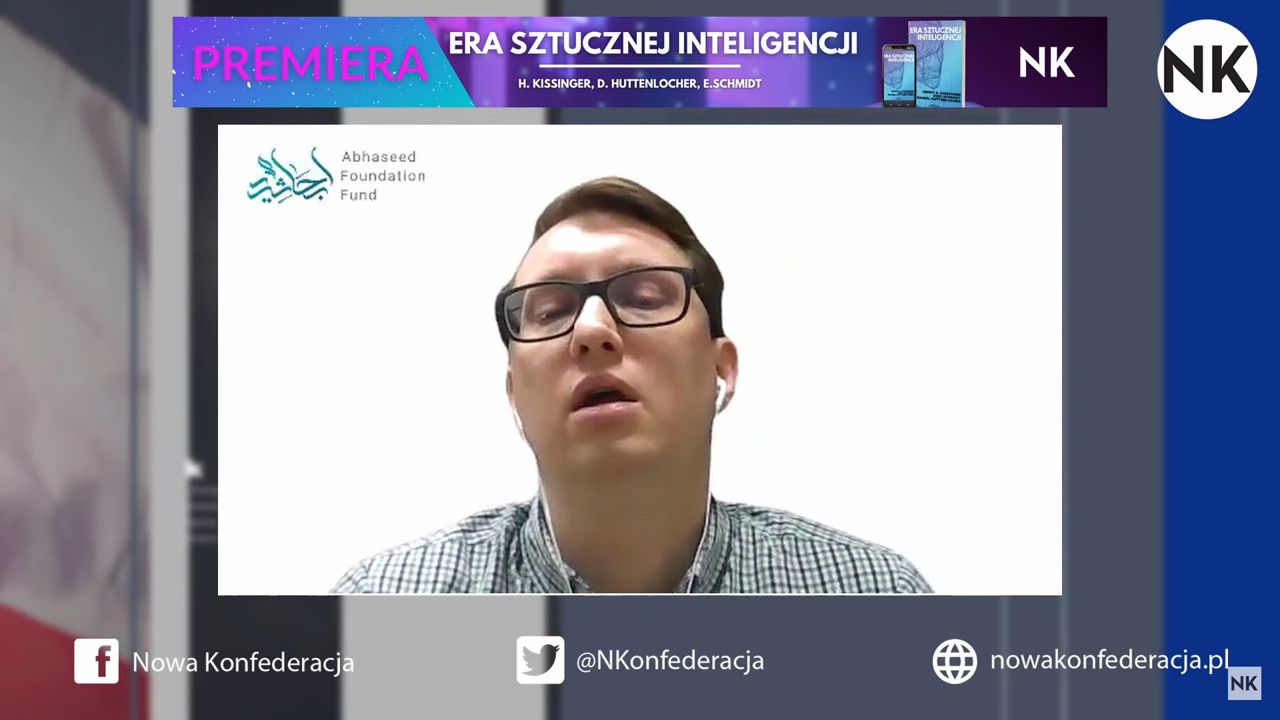 PREMIERA
ERA SZTUCZNEJ INTELIGENCJI
H. KISSINGER, D. HUTTENLOCHER, E.SCHMIDT
ERA SZTUCZNEJ
INTELIGENCJI
NK
NK
Abhaseed
Foundation
Fund
Nowa Konfederacja
@NKonfederacja
nowakonfederacja.pl
NK